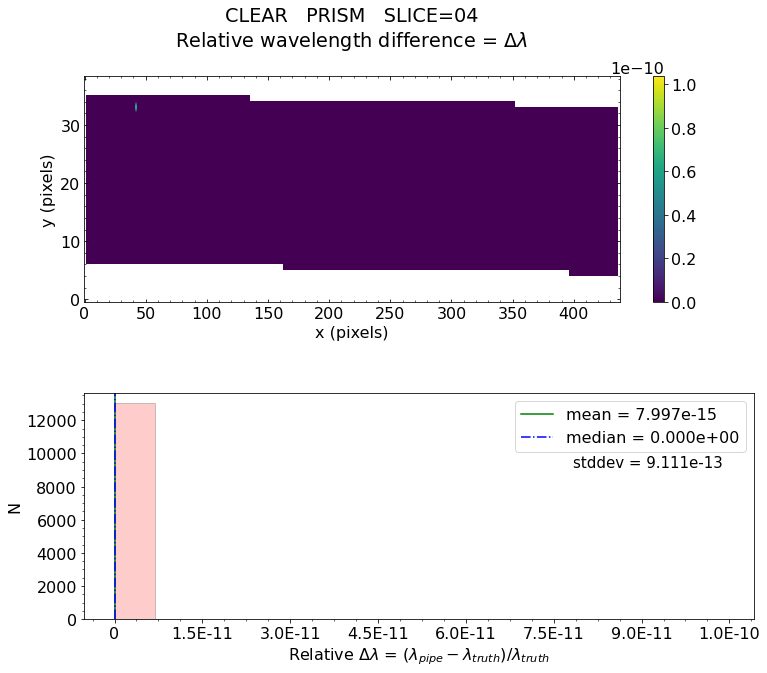 CLEAR PRISM SLICE=04
Relative wavelength difference = Δλ
1e−10
1.0
0.8
0.6
0.4
0.2
0.0
30
20
10
0
y (pixels)
0 50 100 150 200 250 300 350 400
x (pixels)
mean = 7.997e-15
median = 0.000e+00
stddev = 9.111e-13
12000
10000
8000
6000
4000
2000
0
N
0 1.5E-11 3.0E-11 4.5E-11 6.0E-11 7.5E-11 9.0E-11 1.0E-10
Relative Δλ = (λ_pipe − λ_truth)/λ_truth